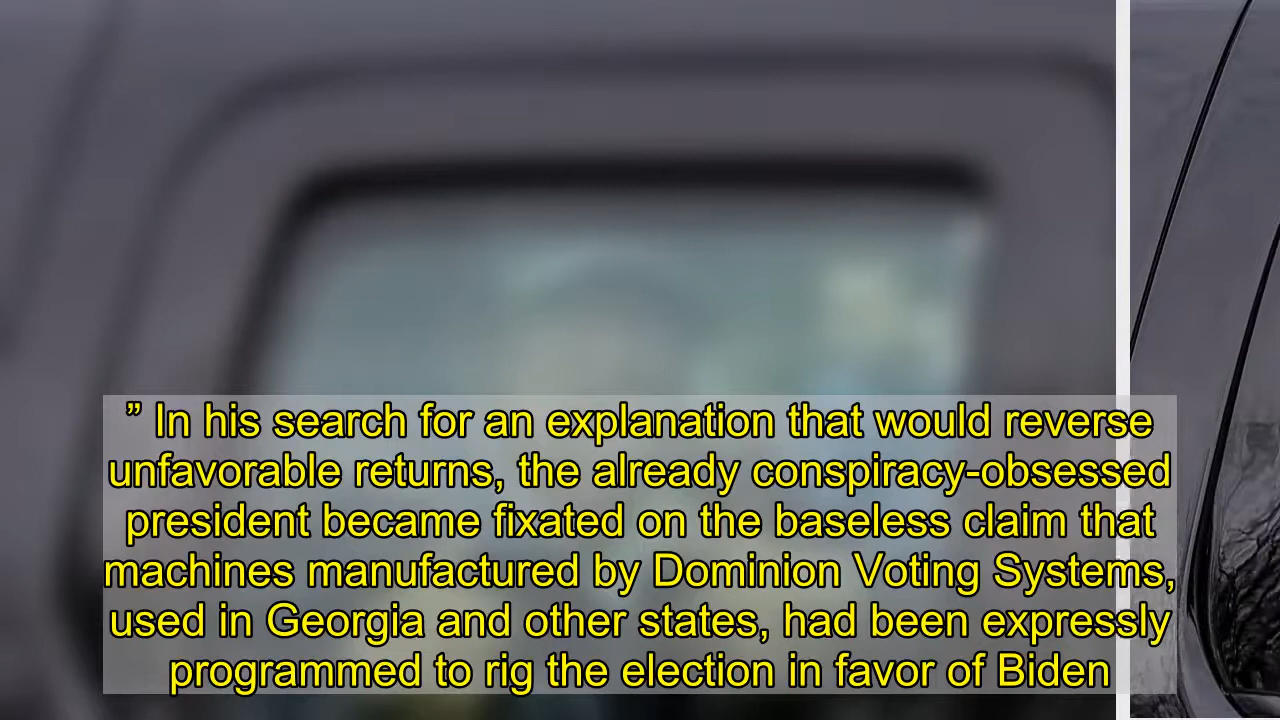 ” In his search for an explanation that would reverse
unfavorable returns, the already conspiracy-obsessed
president became fixated on the baseless claim that
machines manufactured by Dominion Voting Systems,
used in Georgia and other states, had been expressly
programmed to rig the election in favor of Biden